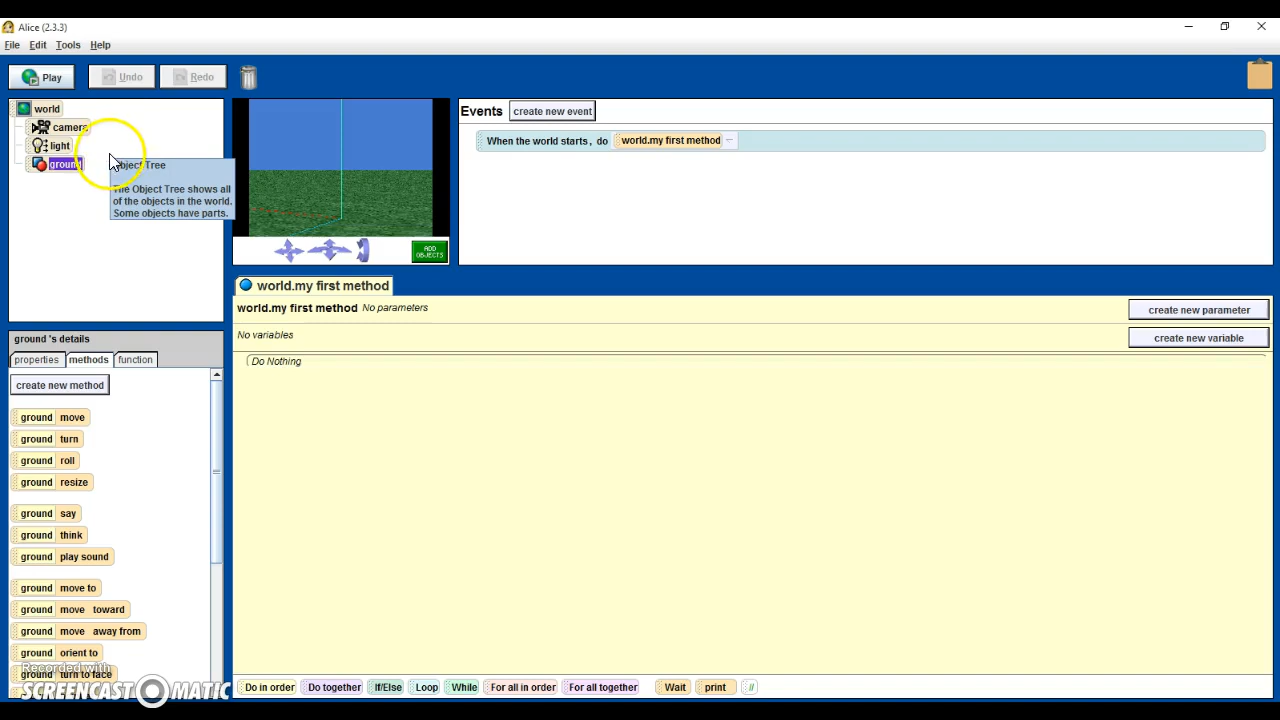 Alice (2.3.3)
File Edit Tools Help
Play Undo Redo
world
camera
light
ground
Object Tree
The Object Tree shows all
of the objects in the world.
Some objects have parts.
ADD
OBJECTS
Events create new event
When the world starts, do world.my first method
world.my first method
world.my first method No parameters create new parameter
No variables create new variable
Do Nothing
ground 's details
properties methods function
create new method
ground move
ground turn
ground roll
ground resize
ground say
ground think
ground play sound
ground move to
ground move toward
ground move away from
ground orient to
ground turn to face
Recorded with
SCREENCAST MATIC
Do in order Do together If/Else Loop While For all in order For all together Wait print //